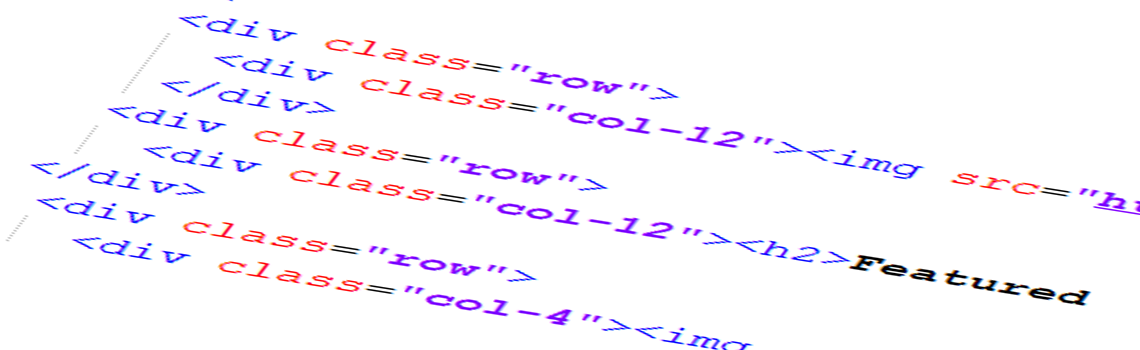 <div class="row">
<div class="col-12"><img src="
</div>
<div class="row">
<div class="col-12"><h2>Featured
</div>
<div class="row">
<div class="col-4"><img